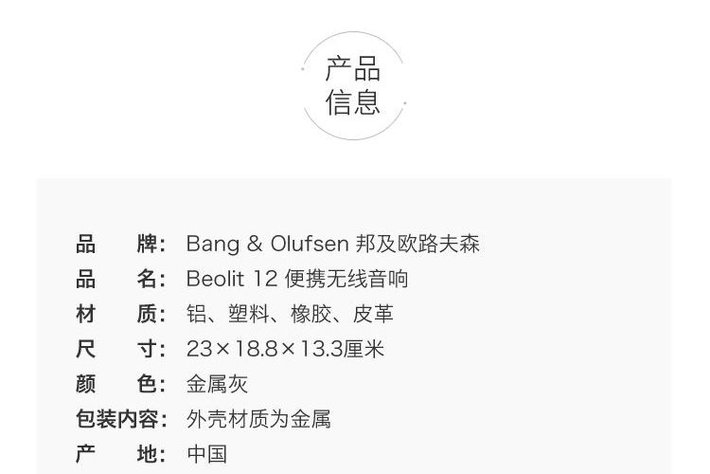 产品
信息
品 牌： Bang & Olufsen 邦及欧路夫森
品 名： Beolit 12 便携无线音响
材 质： 铝、塑料、橡胶、皮革
尺 寸： 23×18.8×13.3厘米
颜 色： 金属灰
包装内容： 外壳材质为金属
产 地： 中国